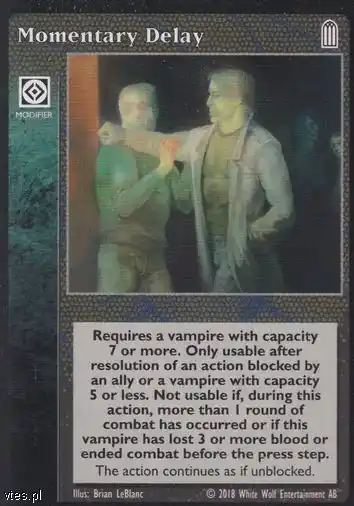 Momentary Delay
MODIFIER
Requires a vampire with capacity
7 or more. Only usable after
resolution of an action blocked by
an ally or a vampire with capacity
5 or less. Not usable if, during this
action, more than 1 round of
combat has occurred or if this
vampire has lost 3 or more blood or
ended combat before the press step.
The action continues as if unblocked.
Illus: Brian LeBlanc © 2018 White Wolf Entertainment AB
vtes.pl